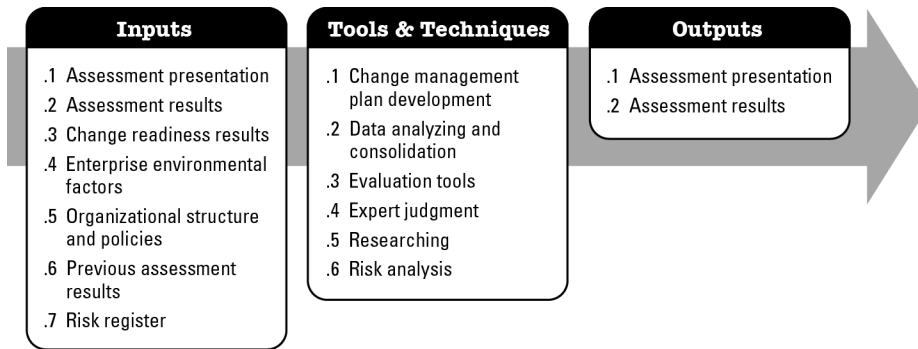 Inputs
.1 Assessment presentation
.2 Assessment results
.3 Change readiness results
.4 Enterprise environmental
factors
.5 Organizational structure
and policies
.6 Previous assessment
results
.7 Risk register
Tools & Techniques
.1 Change management
plan development
.2 Data analyzing and
consolidation
.3 Evaluation tools
.4 Expert judgment
.5 Researching
.6 Risk analysis
Outputs
.1 Assessment presentation
.2 Assessment results